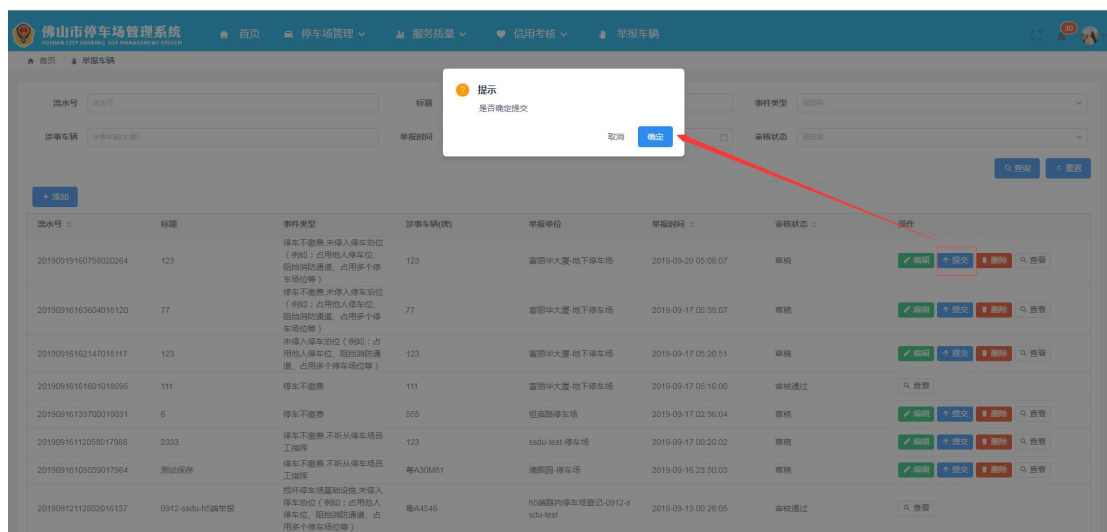 佛山市停车场管理系统
FOSHAN CITY PARKING LOT MANAGEMENT SYSTEM
首页 停车场管理 服务质量 信用考核 举报车辆
30
首页 / 举报车辆
提示
是否确定提交
取消 确定
流水号 流水号 标题 事件类型 请选择
涉事车辆 涉事车辆(车牌) 举报时间 审核状态 请选择
查询 重置
+ 添加
流水号 标题 事件类型 涉事车辆(牌) 举报单位 举报时间 审核状态 操作
20190919160758020264 123 停车不缴费,未停入停车泊位(例如:占用他人停车位,阻挡消防通道、占用多个停车场位等) 123 富丽华大厦-地下停车场 2019-09-20 05:08:07 草稿 编辑 提交 删除 查看
20190916163604018120 77 停车不缴费,未停入停车泊位(例如:占用他人停车位,阻挡消防通道、占用多个停车场位等) 77 富丽华大厦-地下停车场 2019-09-17 05:35:07 草稿 编辑 提交 删除 查看
20190916162147018117 123 未停入停车泊位(例如:占用他人停车位,阻挡消防通道、占用多个停车场位等) 123 富丽华大厦-地下停车场 2019-09-17 05:20:51 草稿 编辑 提交 删除 查看
20190916161601018095 111 停车不缴费 111 富丽华大厦-地下停车场 2019-09-17 05:16:00 审核通过 查看
20190916133700018031 6 停车不缴费 555 祖庙路停车场 2019-09-17 02:36:04 草稿 编辑 提交 删除 查看
20190916112058017988 2333 停车不缴费,不听从停车场员工指挥 123 ssdu-test-停车场 2019-09-17 00:20:02 草稿 编辑 提交 删除 查看
20190916105059017964 测试保存 停车不缴费,不听从停车场员工指挥 粤A30M81 清晖园-停车场 2019-09-16 23:50:03 草稿 编辑 提交 删除 查看
20190912112802016137 0912-ssdu-h5端举报 损坏停车场基础设施,未停入停车泊位(例如:占用他人停车位,阻挡消防通道、占用多个停车场位等) 粤A4546 h5端路内停车场登记-0912-ssdu-test 2019-09-13 00:28:05 审核通过 查看